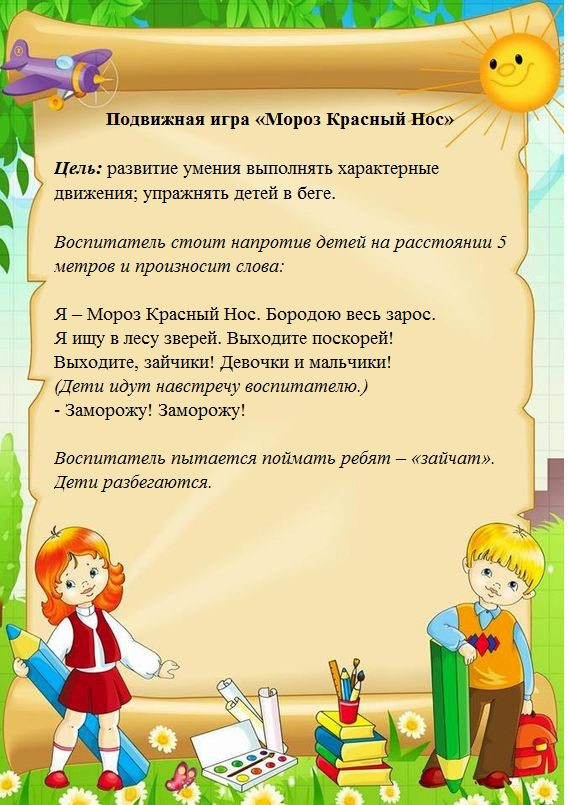 Подвижная игра «Мороз Красный Нос»
Цель: развитие умения выполнять характерные
движения; упражнять детей в беге.
Воспитатель стоит напротив детей на расстоянии 5
метров и произносит слова:
Я – Мороз Красный Нос. Бородою весь зарос.
Я ищу в лесу зверей. Выходите поскорей!
Выходите, зайчики! Девочки и мальчики!
(Дети идут навстречу воспитателю.)
- Заморожу! Заморожу!
Воспитатель пытается поймать ребят – «зайчат».
Дети разбегаются.